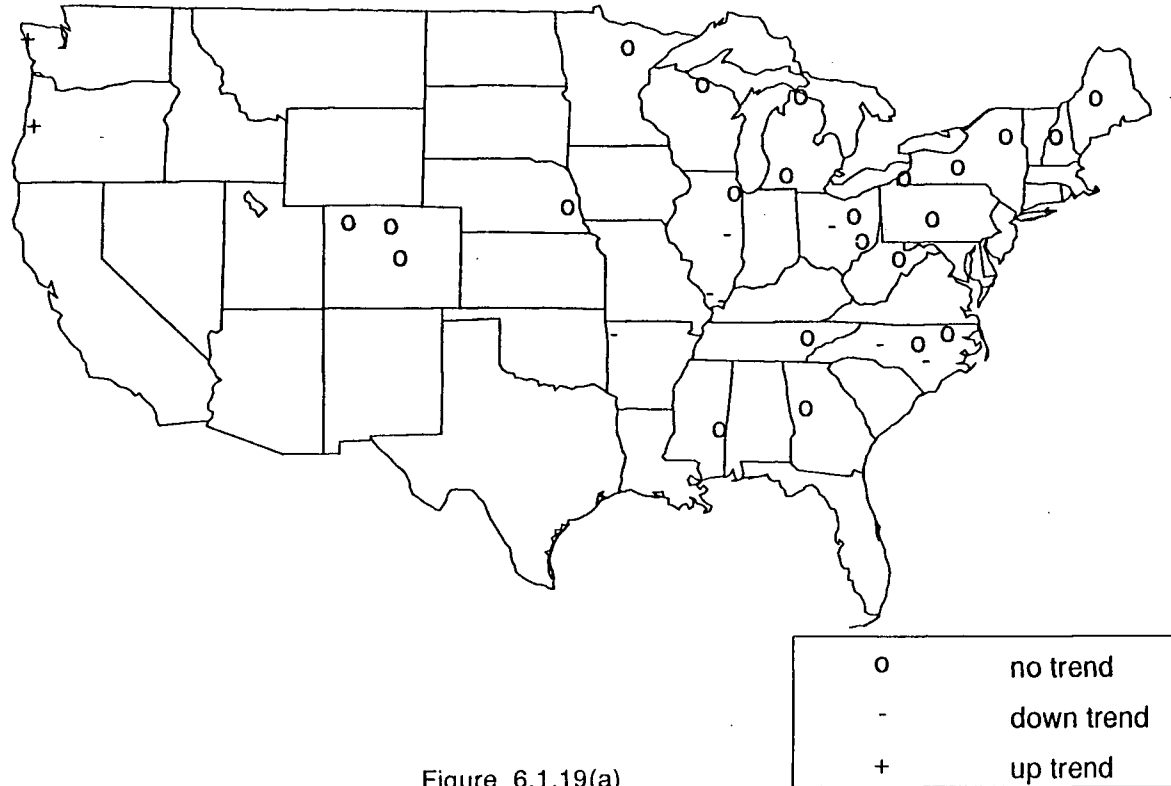 o no trend
- down trend
+ up trend
Figure 6.1.19(a)